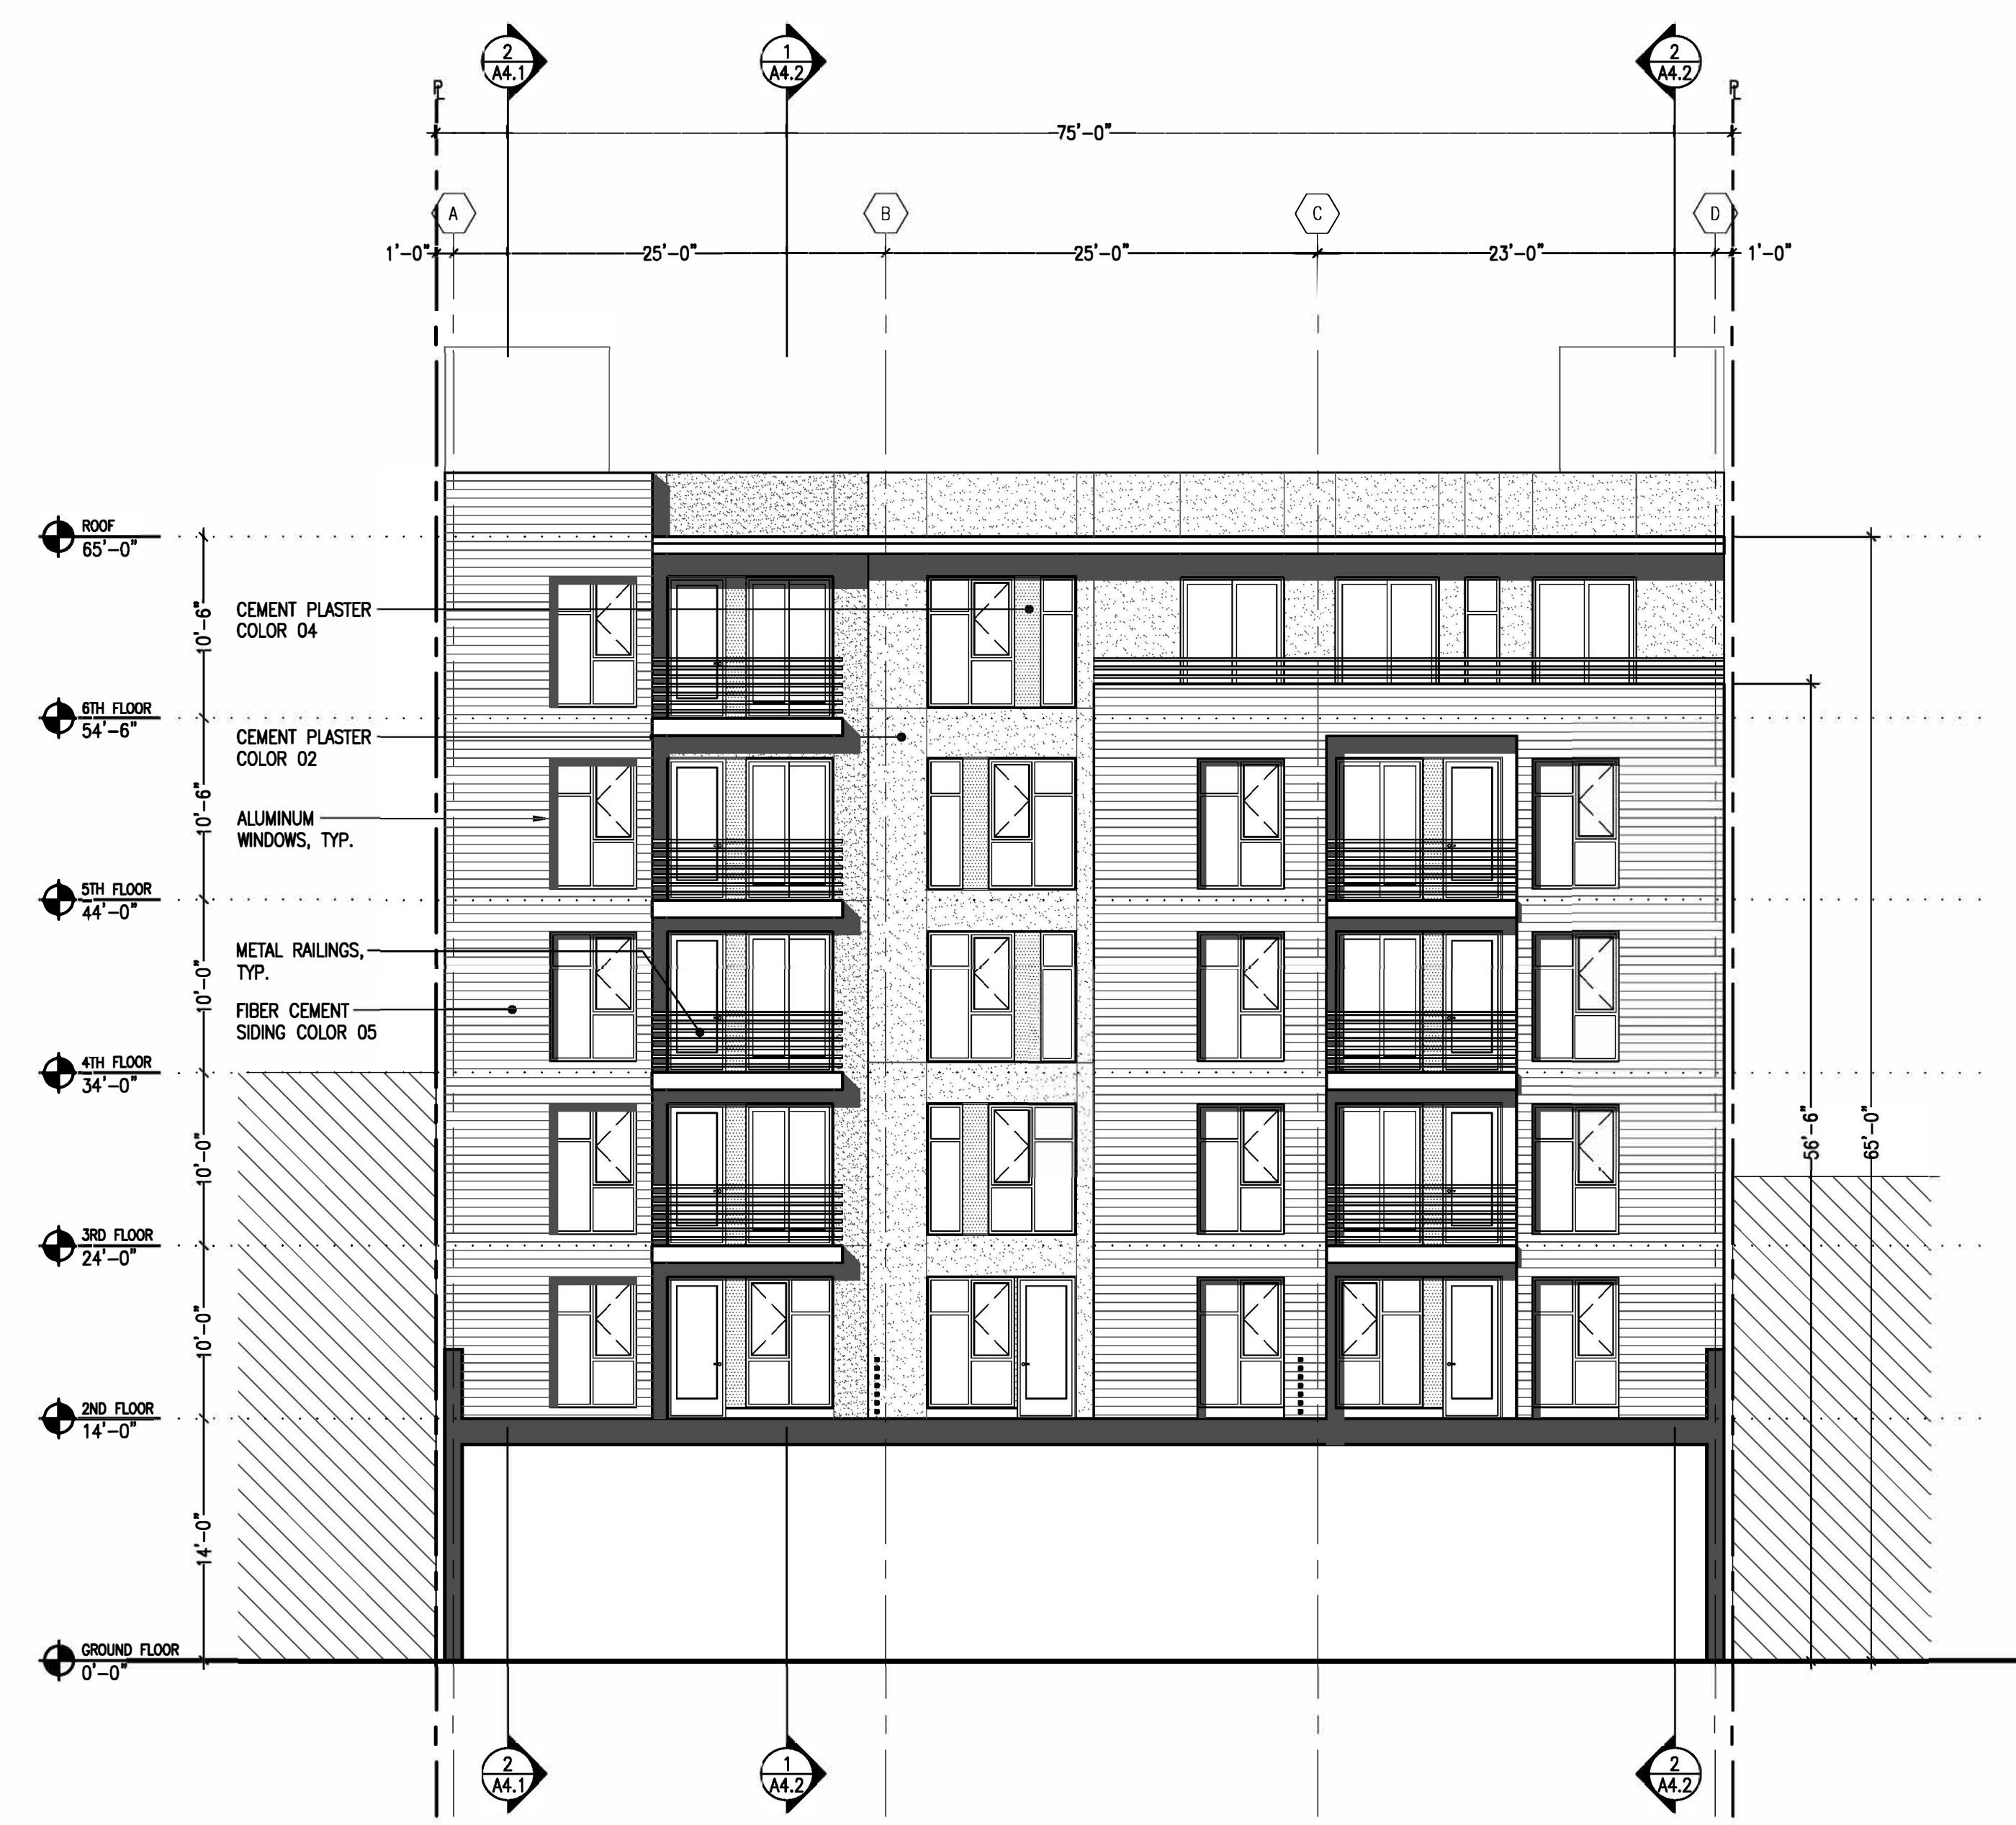 2
A4.1
1
A4.2
2
A4.2
PL
PL
75'-0"
A
B
C
D
1'-0"
25'-0"
25'-0"
23'-0"
1'-0"
ROOF
65'-0"
10'-6"
CEMENT PLASTER
COLOR 04
6TH FLOOR
54'-6"
CEMENT PLASTER
COLOR 02
10'-6"
ALUMINUM
WINDOWS, TYP.
5TH FLOOR
44'-0"
METAL RAILINGS,
TYP.
10'-0"
FIBER CEMENT
SIDING COLOR 05
4TH FLOOR
34'-0"
10'-0"
56'-6"
65'-0"
3RD FLOOR
24'-0"
10'-0"
2ND FLOOR
14'-0"
14'-0"
GROUND FLOOR
0'-0"
2
A4.1
1
A4.2
2
A4.2